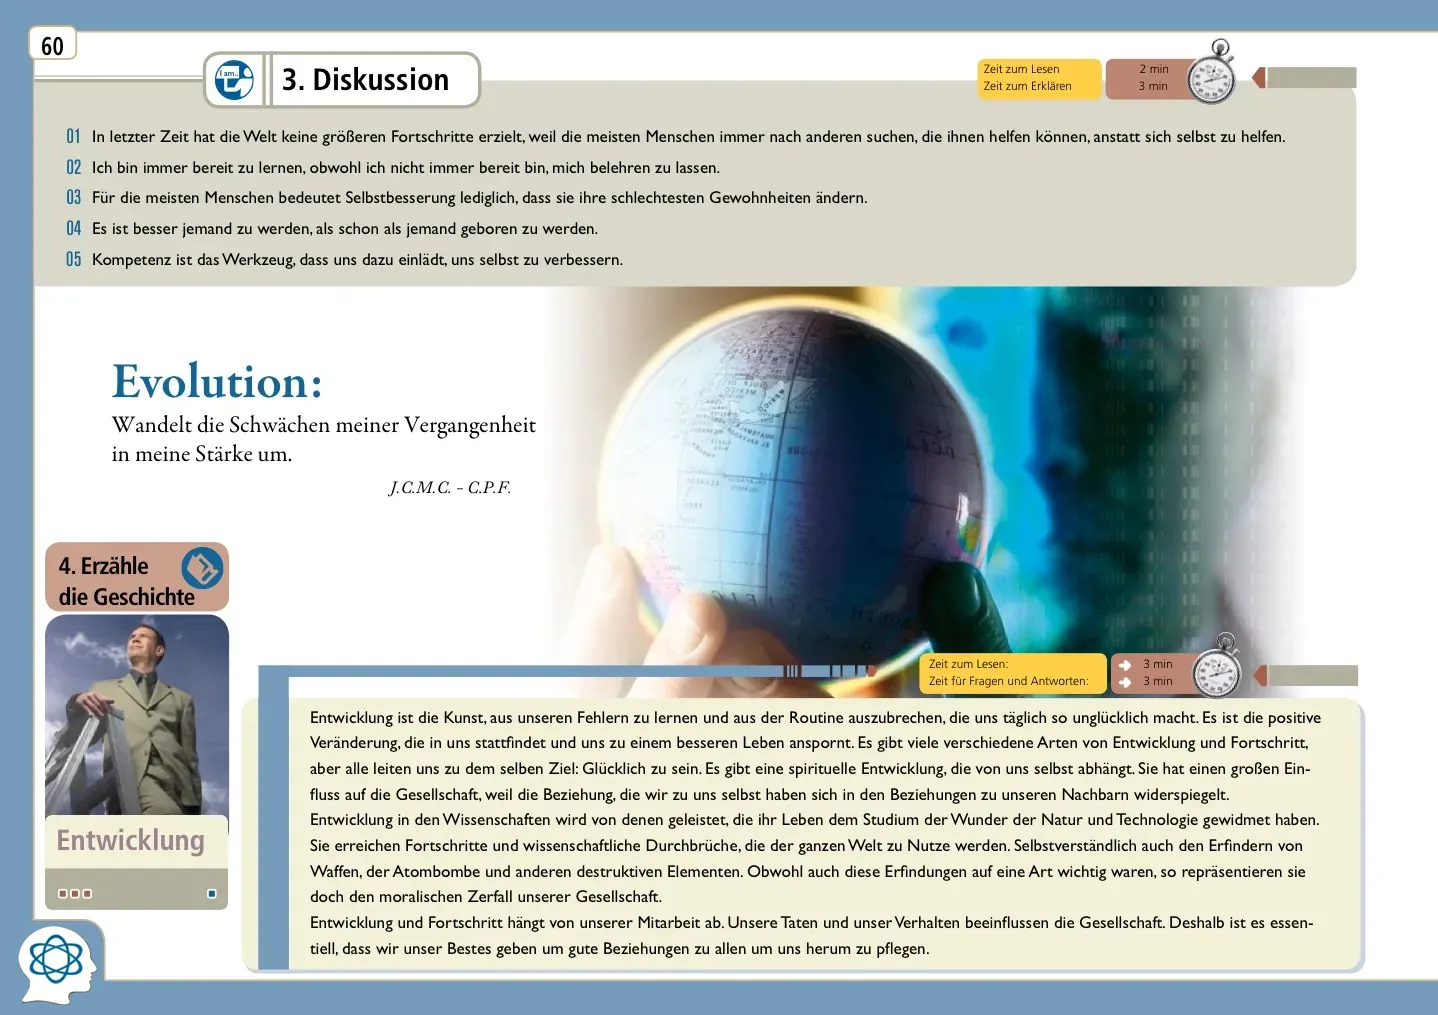 60
I am...
3. Diskussion
Zeit zum Lesen 2 min
Zeit zum Erklären 3 min
01 In letzter Zeit hat die Welt keine größeren Fortschritte erzielt, weil die meisten Menschen immer nach anderen suchen, die ihnen helfen können, anstatt sich selbst zu helfen.
02 Ich bin immer bereit zu lernen, obwohl ich nicht immer bereit bin, mich belehren zu lassen.
03 Für die meisten Menschen bedeutet Selbstbesserung lediglich, dass sie ihre schlechtesten Gewohnheiten ändern.
04 Es ist besser jemand zu werden, als schon als jemand geboren zu werden.
05 Kompetenz ist das Werkzeug, dass uns dazu einlädt, uns selbst zu verbessern.
Evolution:
Wandelt die Schwächen meiner Vergangenheit
in meine Stärke um.
J.C.M.C. – C.P.F.
4. Erzähle
die Geschichte
Entwicklung
Zeit zum Lesen: 3 min
Zeit für Fragen und Antworten: 3 min
Entwicklung ist die Kunst, aus unseren Fehlern zu lernen und aus der Routine auszubrechen, die uns täglich so unglücklich macht. Es ist die positive
Veränderung, die in uns stattfindet und uns zu einem besseren Leben anspornt. Es gibt viele verschiedene Arten von Entwicklung und Fortschritt,
aber alle leiten uns zu dem selben Ziel: Glücklich zu sein. Es gibt eine spirituelle Entwicklung, die von uns selbst abhängt. Sie hat einen großen Ein-
fluss auf die Gesellschaft, weil die Beziehung, die wir zu uns selbst haben sich in den Beziehungen zu unseren Nachbarn widerspiegelt.
Entwicklung in den Wissenschaften wird von denen geleistet, die ihr Leben dem Studium der Wunder der Natur und Technologie gewidmet haben.
Sie erreichen Fortschritte und wissenschaftliche Durchbrüche, die der ganzen Welt zu Nutze werden. Selbstverständlich auch den Erfindern von
Waffen, der Atombombe und anderen destruktiven Elementen. Obwohl auch diese Erfindungen auf eine Art wichtig waren, so repräsentieren sie
doch den moralischen Zerfall unserer Gesellschaft.
Entwicklung und Fortschritt hängt von unserer Mitarbeit ab. Unsere Taten und unser Verhalten beeinflussen die Gesellschaft. Deshalb ist es essen-
tiell, dass wir unser Bestes geben um gute Beziehungen zu allen um uns herum zu pflegen.